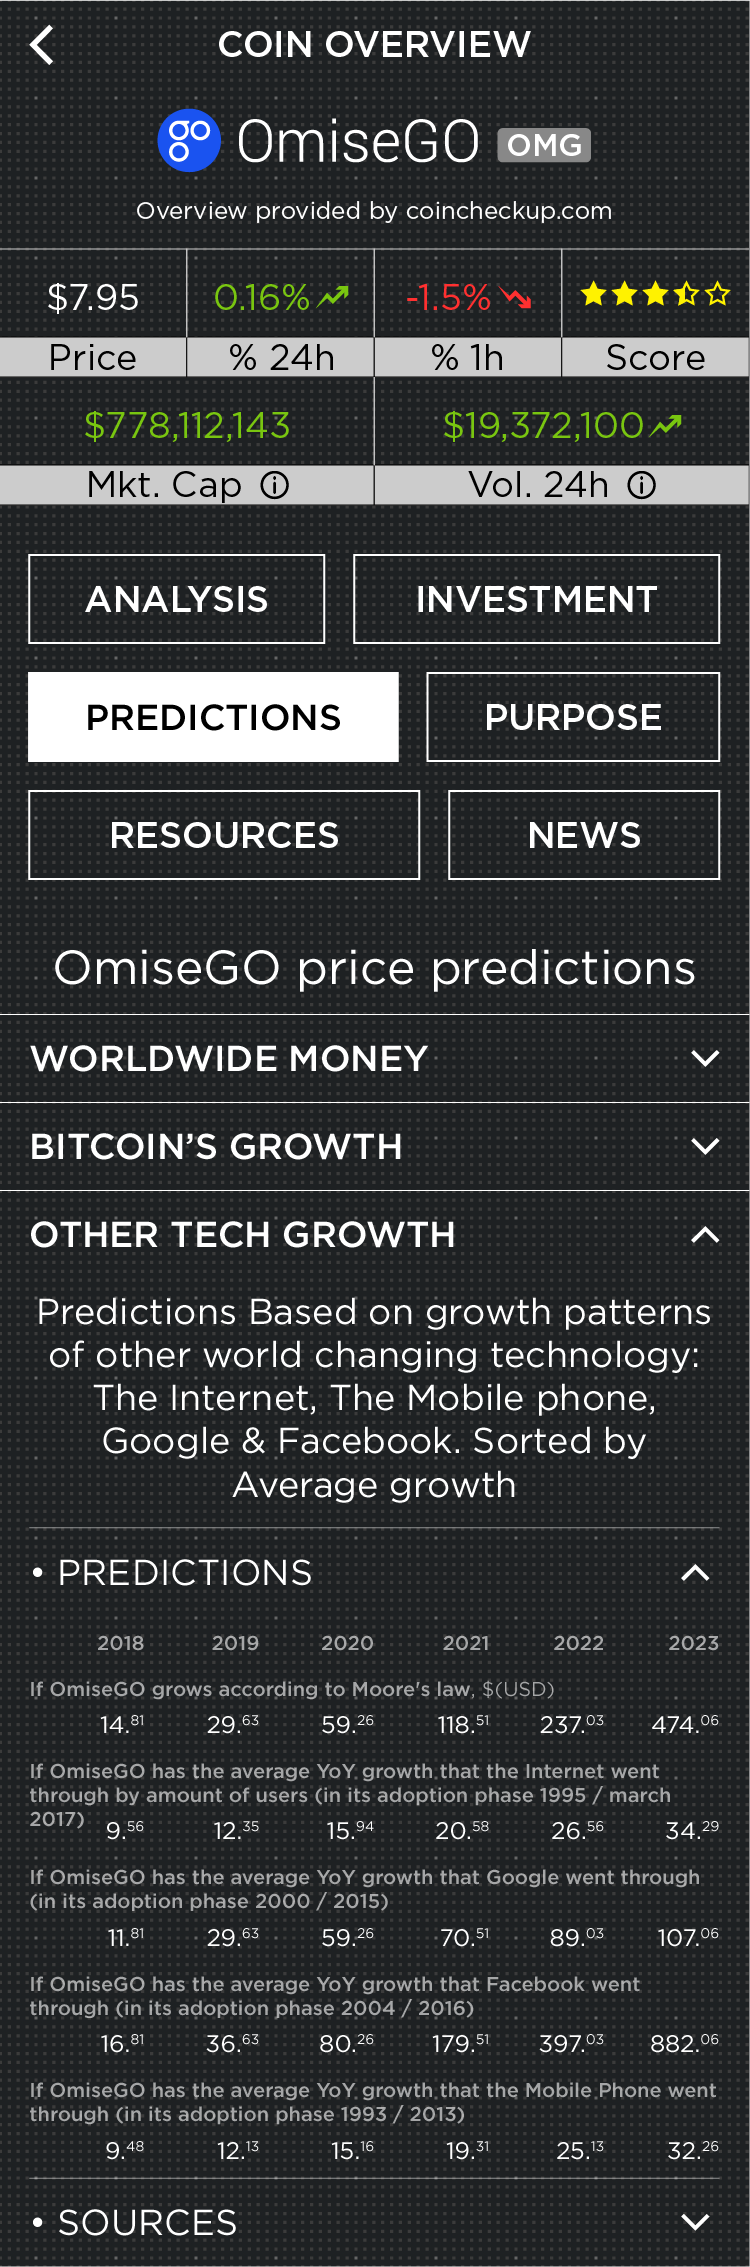 COIN OVERVIEW
go OmiseGO OMG
Overview provided by coincheckup.com
$7.95 0.16% -1.5%
Price % 24h % 1h Score
$778,112,143 $19,372,100
Mkt. Cap Vol. 24h
ANALYSIS INVESTMENT
PREDICTIONS PURPOSE
RESOURCES NEWS
OmiseGO price predictions
WORLDWIDE MONEY
BITCOIN’S GROWTH
OTHER TECH GROWTH
Predictions Based on growth patterns
of other world changing technology:
The Internet, The Mobile phone,
Google & Facebook. Sorted by
Average growth
• PREDICTIONS
2018 2019 2020 2021 2022 2023
If OmiseGO grows according to Moore's law, $(USD)
14.81 29.63 59.26 118.51 237.03 474.06
If OmiseGO has the average YoY growth that the Internet went
through by amount of users (in its adoption phase 1995 / march
2017) 9.56 12.35 15.94 20.58 26.56 34.29
If OmiseGO has the average YoY growth that Google went through
(in its adoption phase 2000 / 2015)
11.81 29.63 59.26 70.51 89.03 107.06
If OmiseGO has the average YoY growth that Facebook went
through (in its adoption phase 2004 / 2016)
16.81 36.63 80.26 179.51 397.03 882.06
If OmiseGO has the average YoY growth that the Mobile Phone went
through (in its adoption phase 1993 / 2013)
9.48 12.13 15.16 19.31 25.13 32.26
• SOURCES